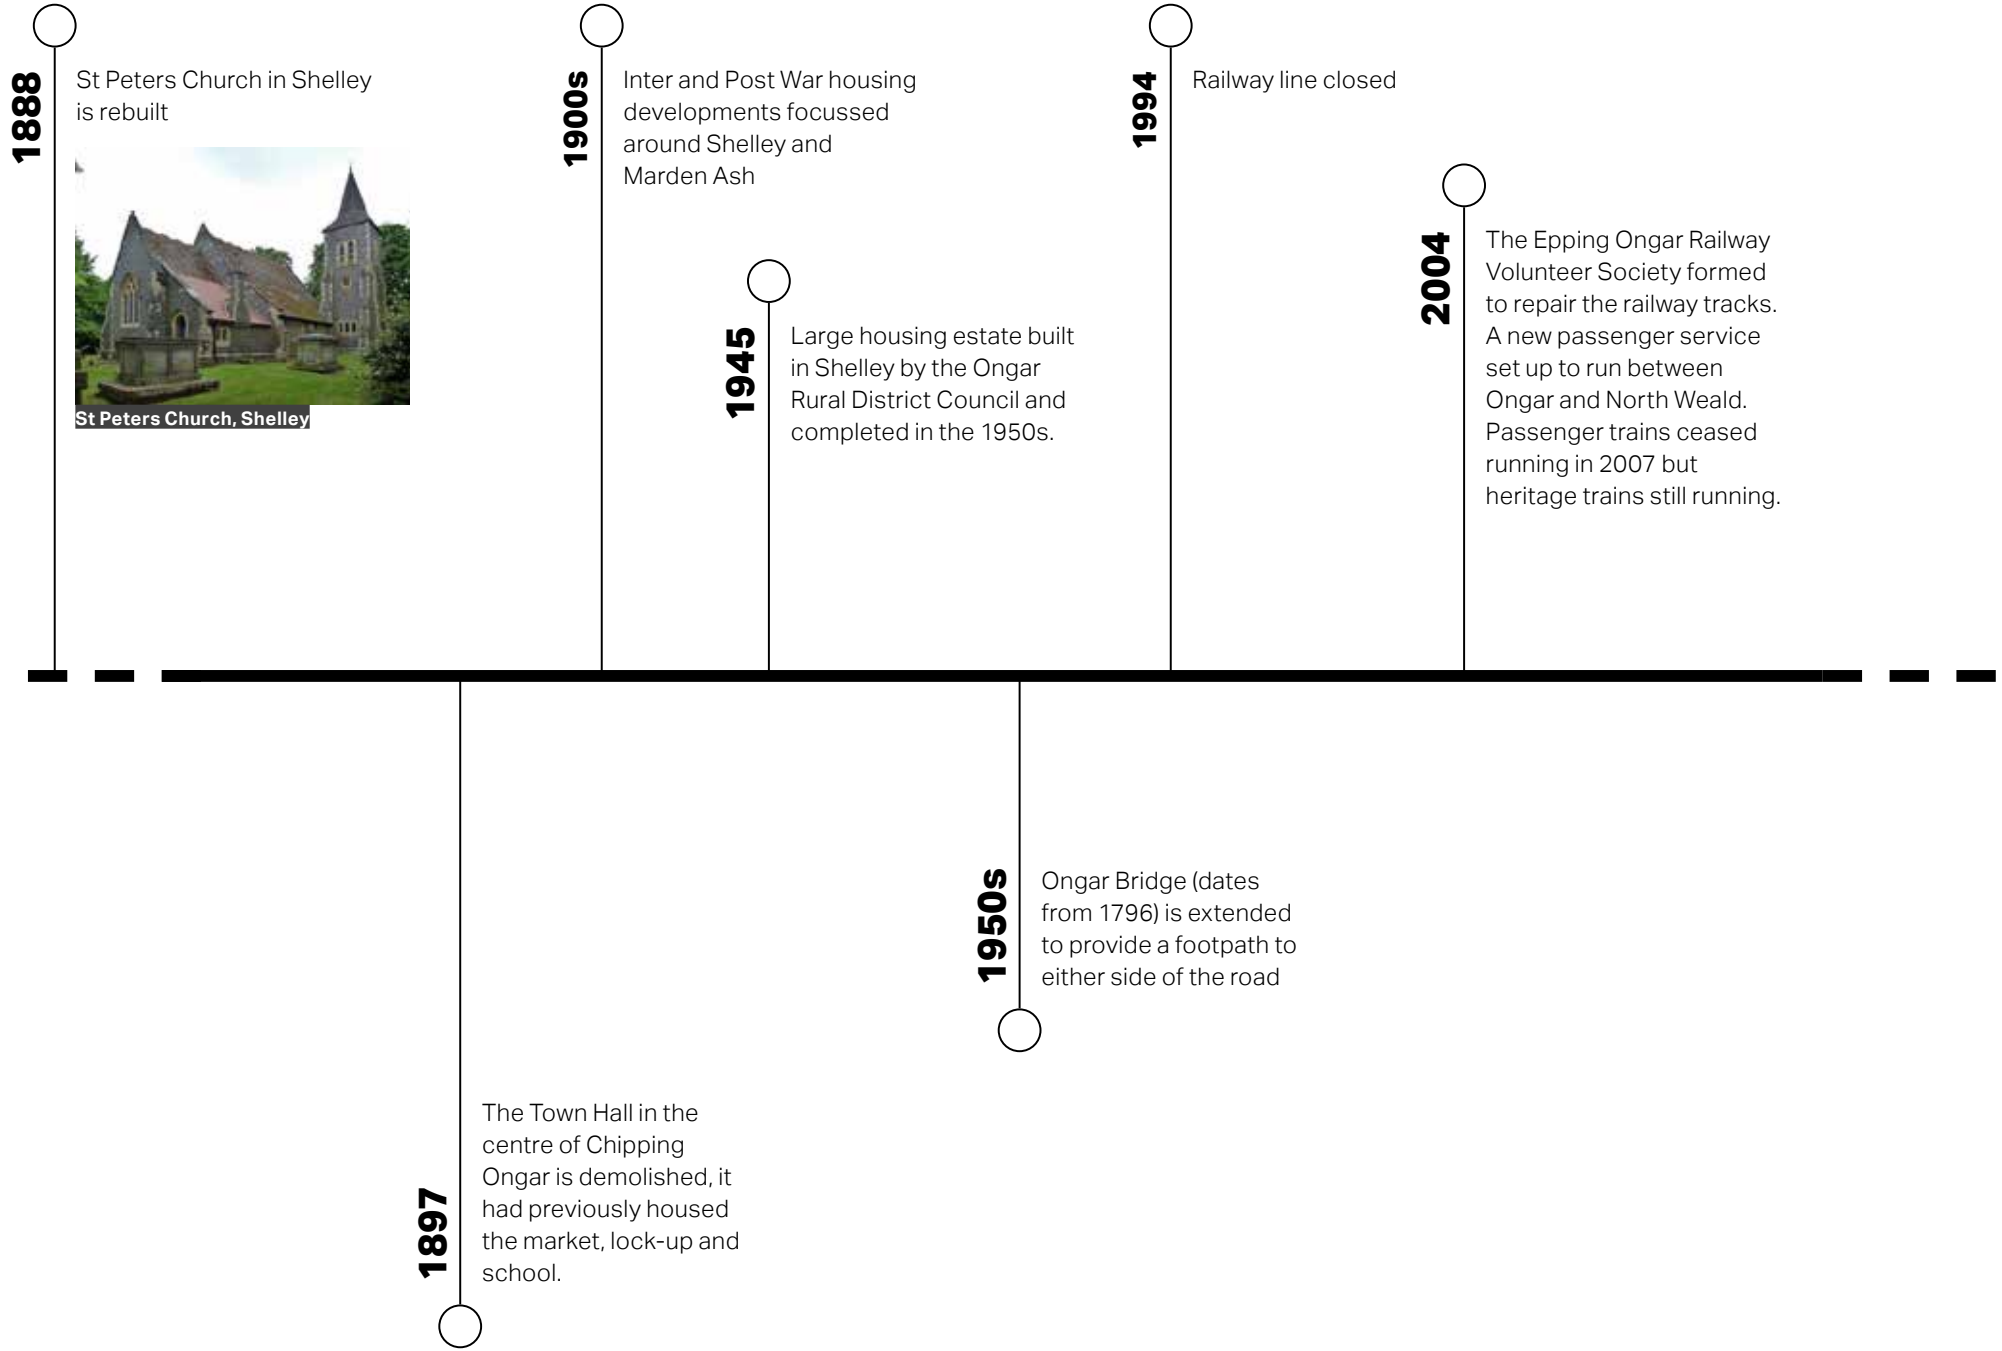 1888
St Peters Church in Shelley
is rebuilt
St Peters Church, Shelley
1900s
Inter and Post War housing
developments focussed
around Shelley and
Marden Ash
1945
Large housing estate built
in Shelley by the Ongar
Rural District Council and
completed in the 1950s.
1994
Railway line closed
2004
The Epping Ongar Railway
Volunteer Society formed
to repair the railway tracks.
A new passenger service
set up to run between
Ongar and North Weald.
Passenger trains ceased
running in 2007 but
heritage trains still running.
1897
The Town Hall in the
centre of Chipping
Ongar is demolished, it
had previously housed
the market, lock-up and
school.
1950s
Ongar Bridge (dates
from 1796) is extended
to provide a footpath to
either side of the road